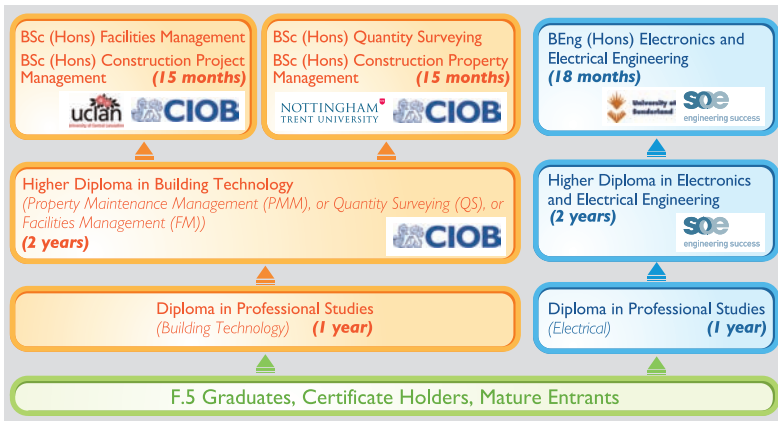 BSc (Hons) Facilities Management
BSc (Hons) Construction Project
Management (15 months)
uclan
University of Central Lancashire
CIOB
BSc (Hons) Quantity Surveying
BSc (Hons) Construction Property
Management (15 months)
NOTTINGHAM
TRENT UNIVERSITY
CIOB
BEng (Hons) Electronics and
Electrical Engineering
(18 months)
University of
Sunderland
soe
engineering success
Higher Diploma in Building Technology
(Property Maintenance Management (PMM), or Quantity Surveying (QS), or
Facilities Management (FM))
(2 years)
CIOB
Higher Diploma in Electronics
and Electrical Engineering
(2 years)
soe
engineering success
Diploma in Professional Studies
(Building Technology) (1 year)
Diploma in Professional Studies
(Electrical) (1 year)
F.5 Graduates, Certificate Holders, Mature Entrants